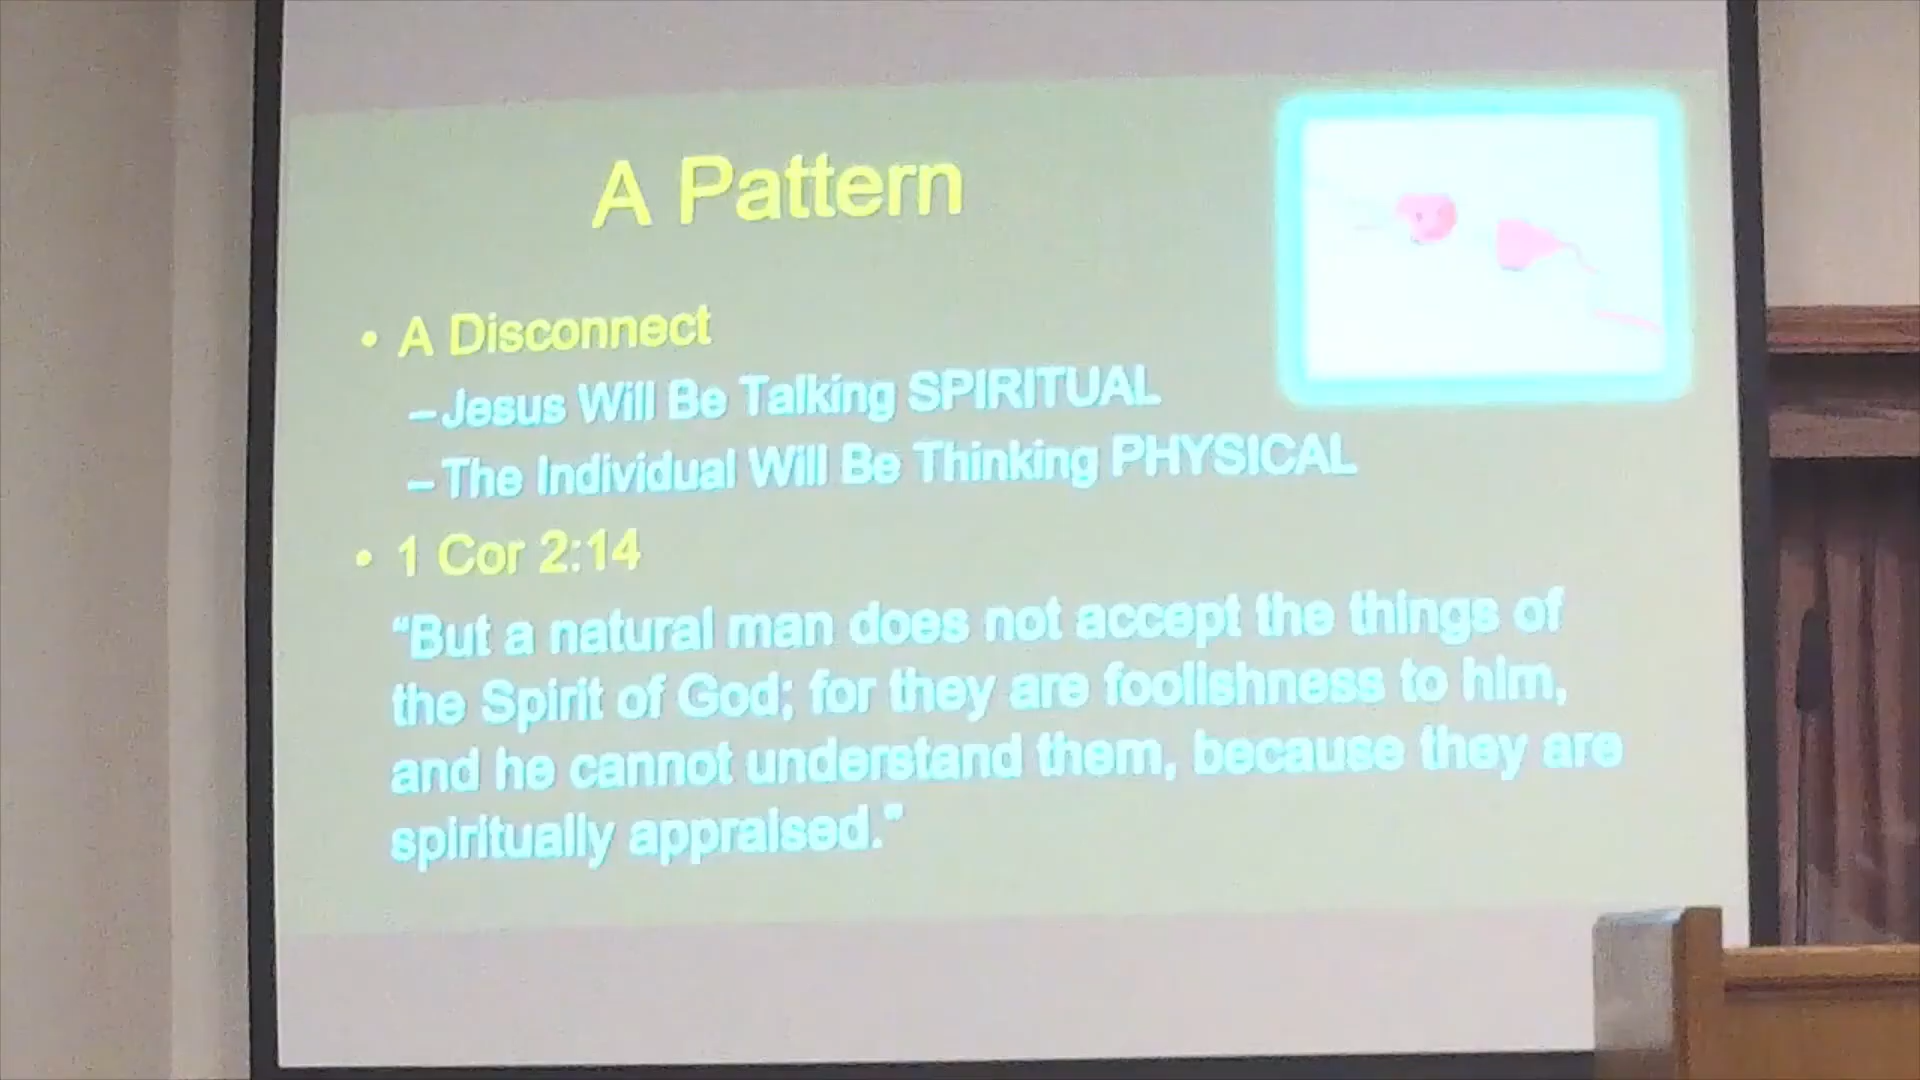 A Pattern
• A Disconnect
–Jesus Will Be Talking SPIRITUAL
–The Individual Will Be Thinking PHYSICAL
• 1 Cor 2:14
“But a natural man does not accept the things of
the Spirit of God; for they are foolishness to him,
and he cannot understand them, because they are
spiritually appraised.”